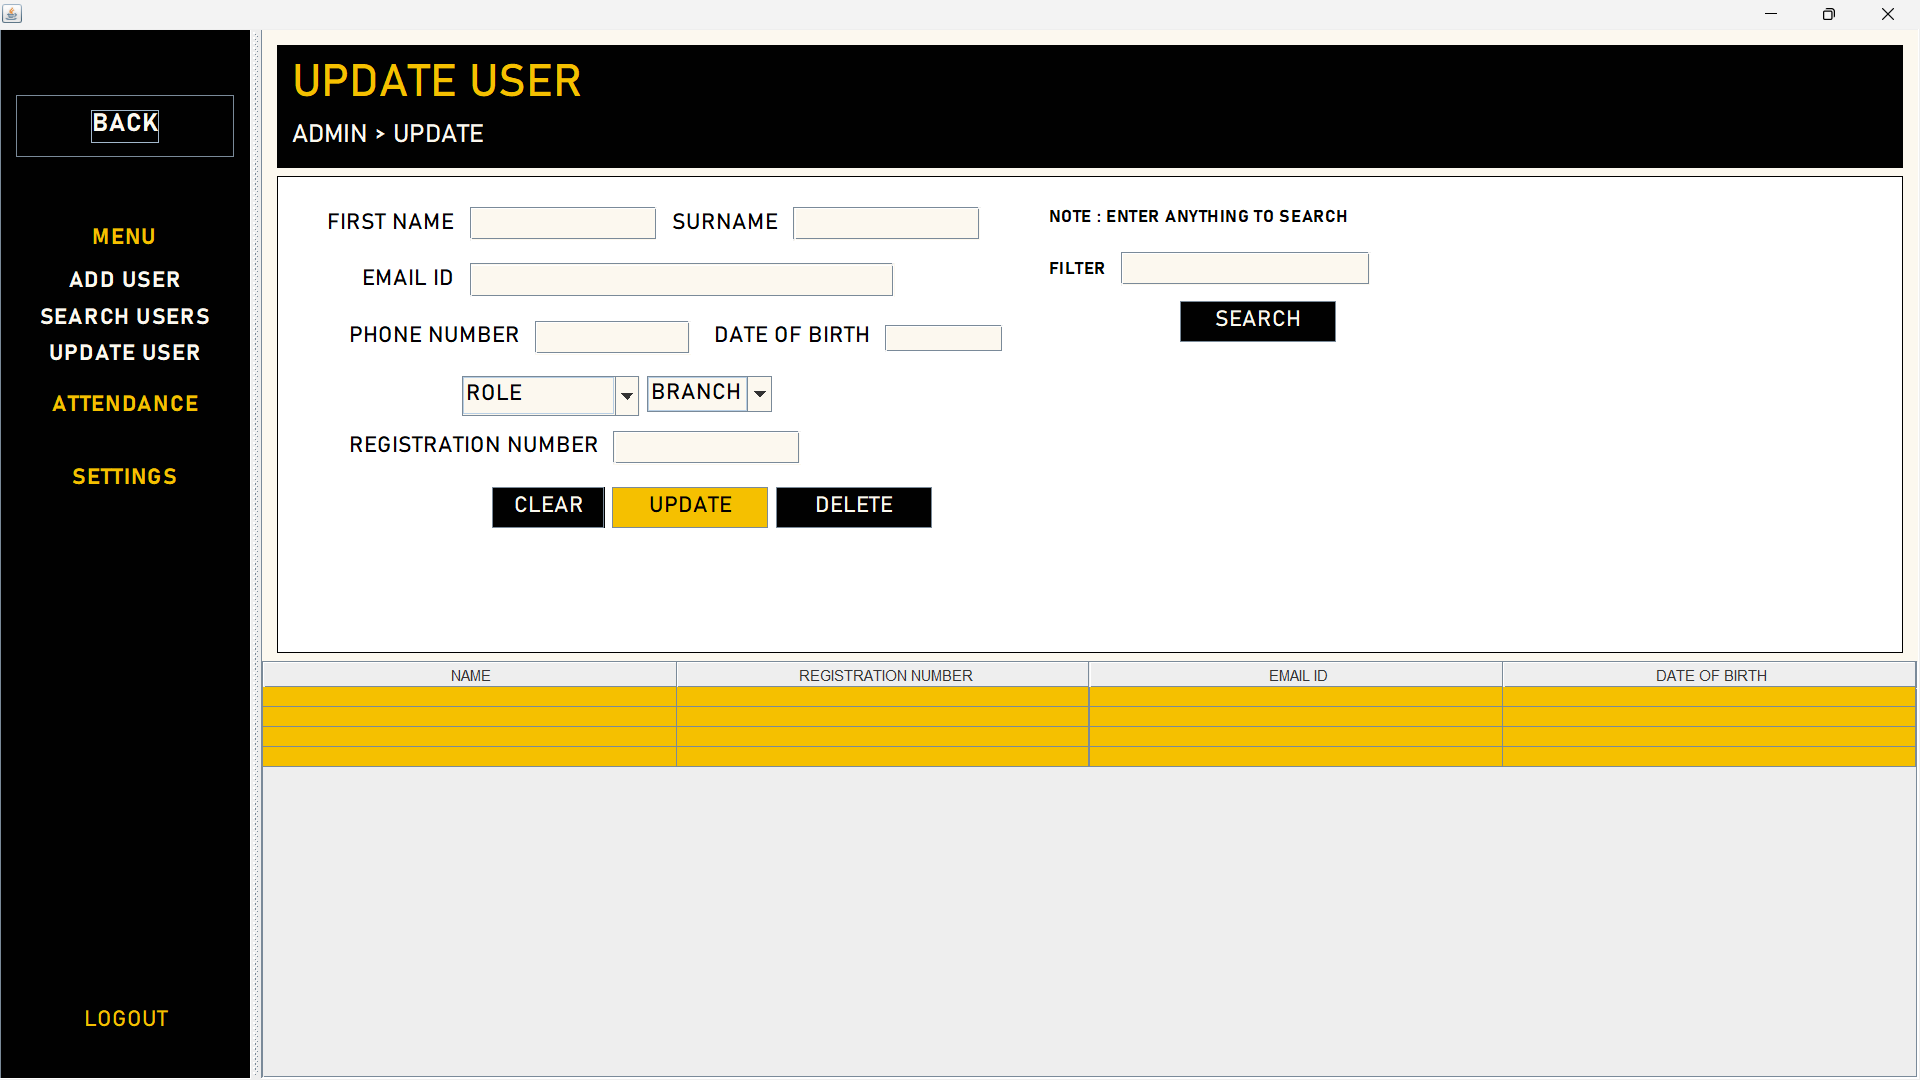 BACK
MENU
ADD USER
SEARCH USERS
UPDATE USER
ATTENDANCE
SETTINGS
LOGOUT
UPDATE USER
ADMIN > UPDATE
FIRST NAME SURNAME
EMAIL ID
PHONE NUMBER DATE OF BIRTH
ROLE BRANCH
REGISTRATION NUMBER
CLEAR UPDATE DELETE
NOTE : ENTER ANYTHING TO SEARCH
FILTER
SEARCH
NAME REGISTRATION NUMBER EMAIL ID DATE OF BIRTH